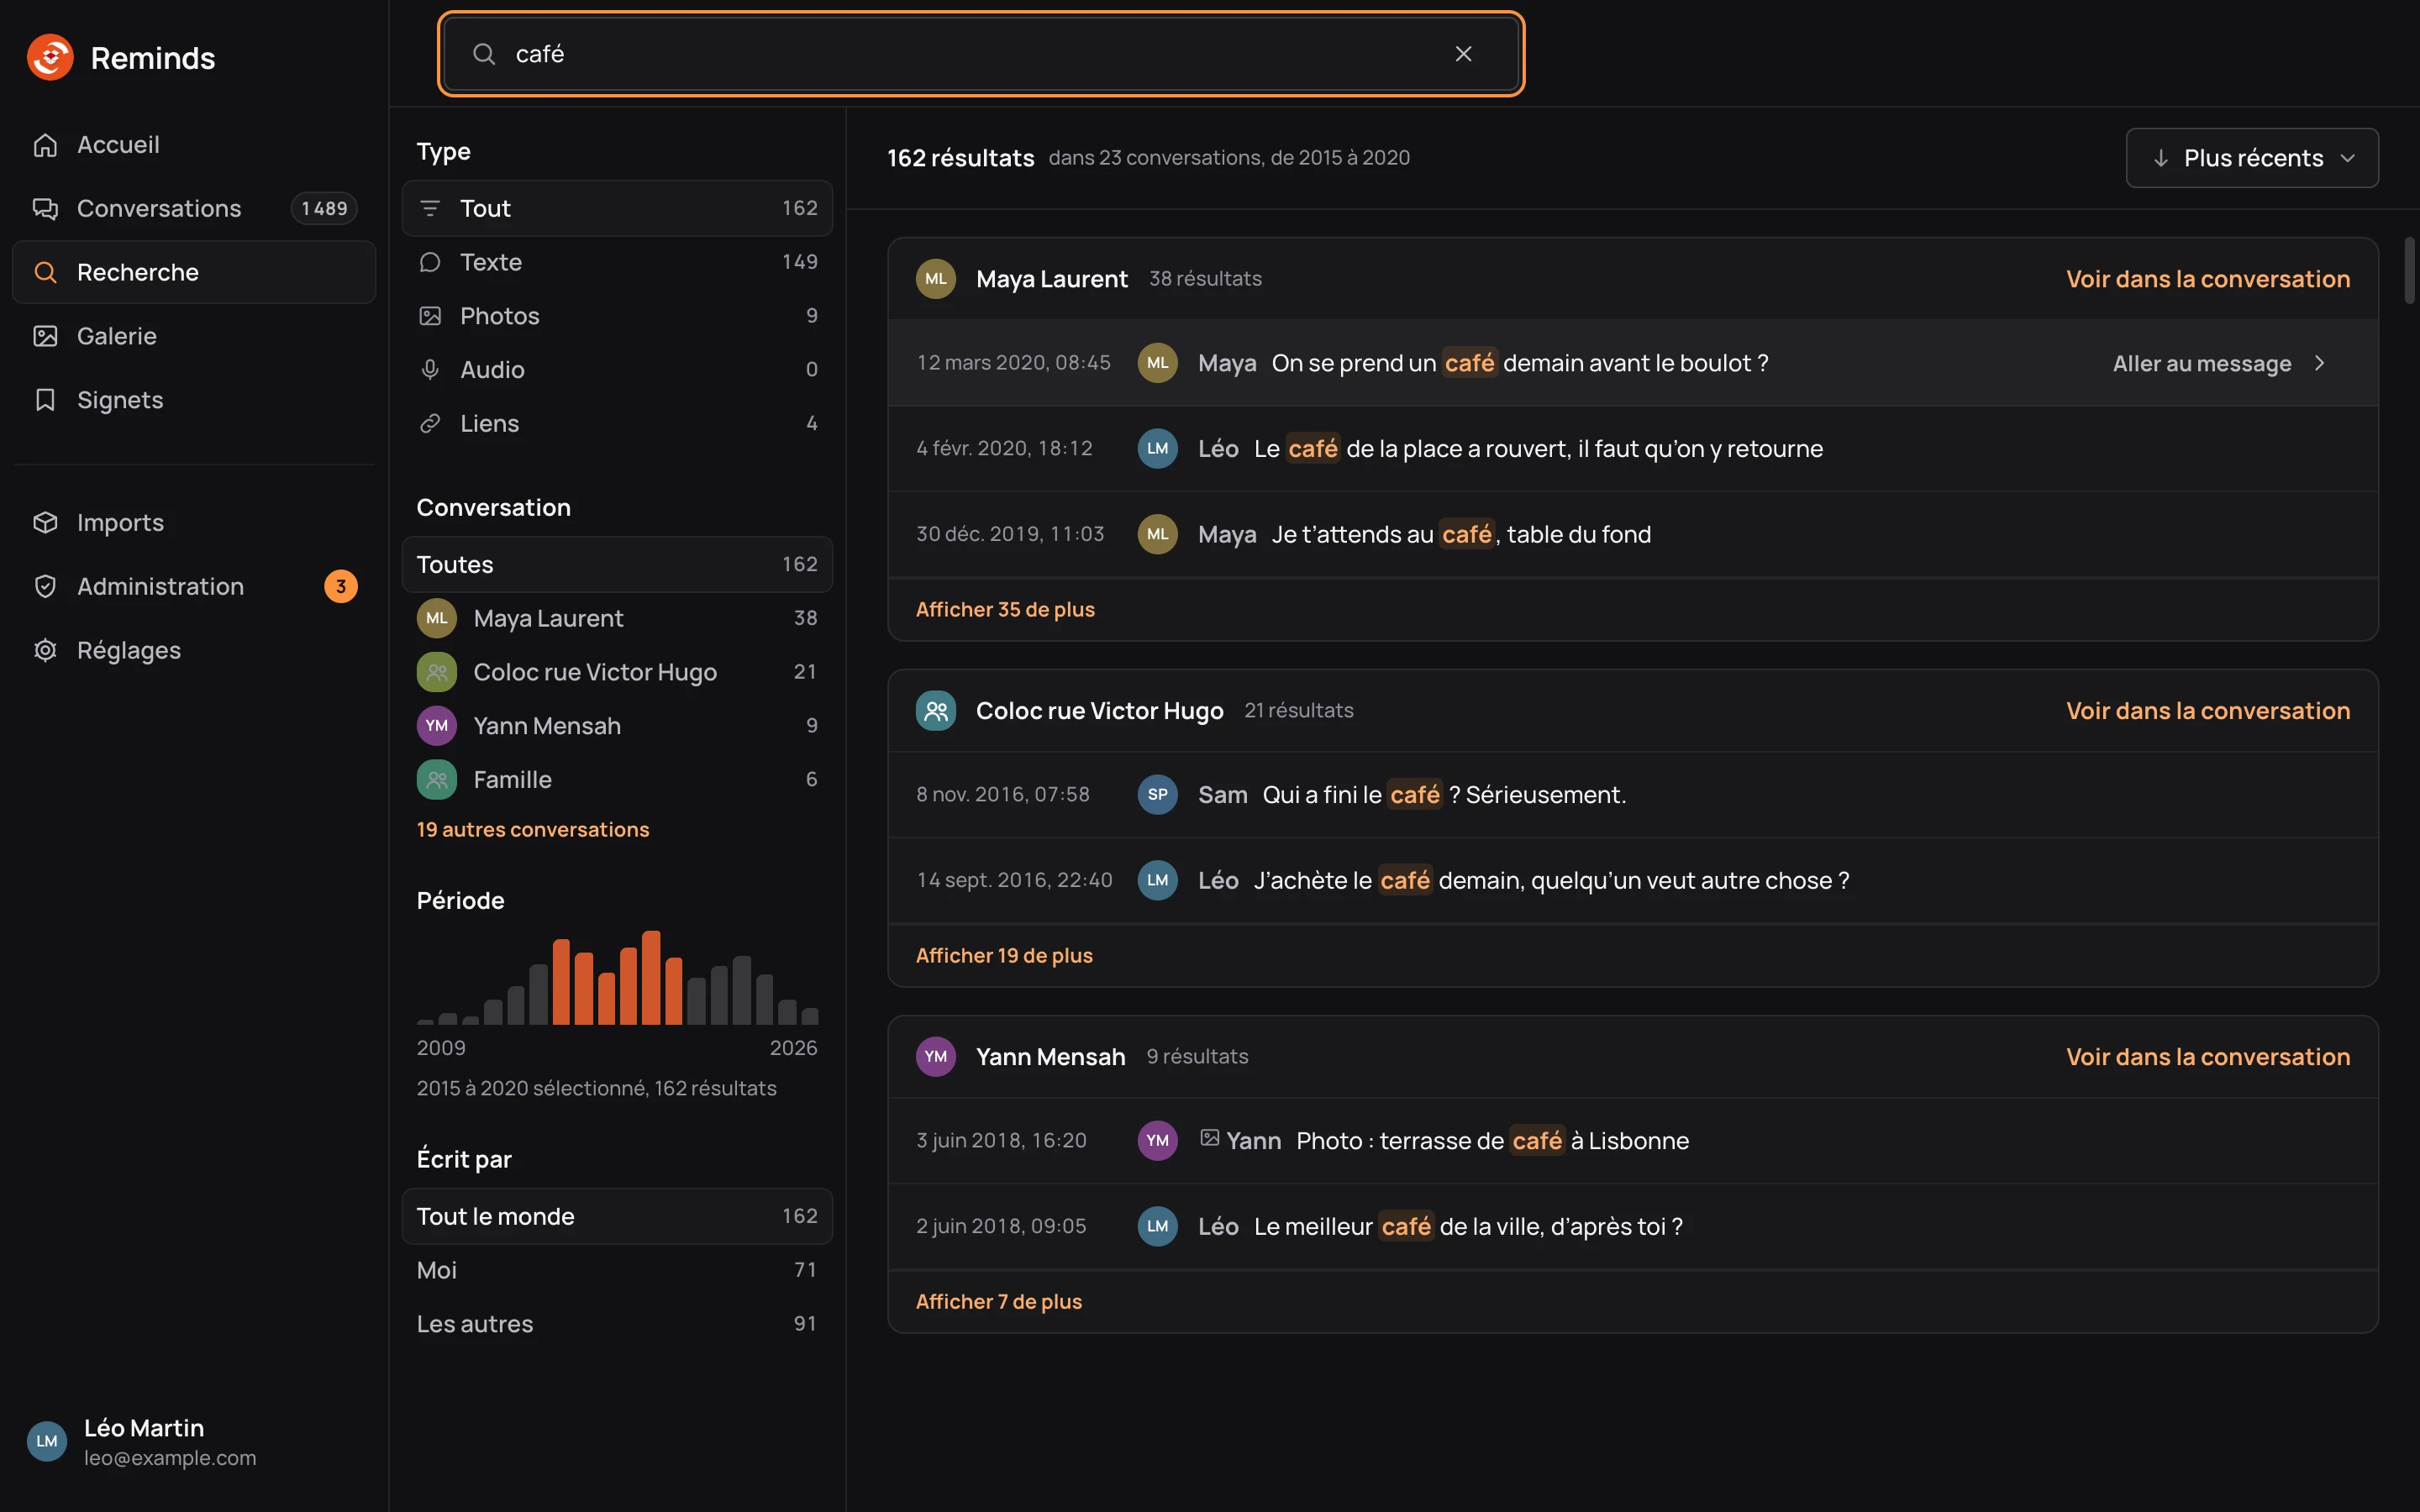 Reminds
Accueil
Conversations 1 489
Recherche
Galerie
Signets
Imports
Administration 3
Réglages
LM Léo Martin
leo@example.com
café
Type
Tout 162
Texte 149
Photos 9
Audio 0
Liens 4
Conversation
Toutes 162
ML Maya Laurent 38
Coloc rue Victor Hugo 21
YM Yann Mensah 9
Famille 6
19 autres conversations
Période
2009 2026
2015 à 2020 sélectionné, 162 résultats
Écrit par
Tout le monde 162
Moi 71
Les autres 91
162 résultats dans 23 conversations, de 2015 à 2020
Plus récents
ML Maya Laurent 38 résultats Voir dans la conversation
12 mars 2020, 08:45 ML Maya On se prend un café demain avant le boulot ? Aller au message
4 févr. 2020, 18:12 LM Léo Le café de la place a rouvert, il faut qu’on y retourne
30 déc. 2019, 11:03 ML Maya Je t’attends au café, table du fond
Afficher 35 de plus
Coloc rue Victor Hugo 21 résultats Voir dans la conversation
8 nov. 2016, 07:58 SP Sam Qui a fini le café ? Sérieusement.
14 sept. 2016, 22:40 LM Léo J’achète le café demain, quelqu’un veut autre chose ?
Afficher 19 de plus
YM Yann Mensah 9 résultats Voir dans la conversation
3 juin 2018, 16:20 YM Yann Photo : terrasse de café à Lisbonne
2 juin 2018, 09:05 LM Léo Le meilleur café de la ville, d’après toi ?
Afficher 7 de plus